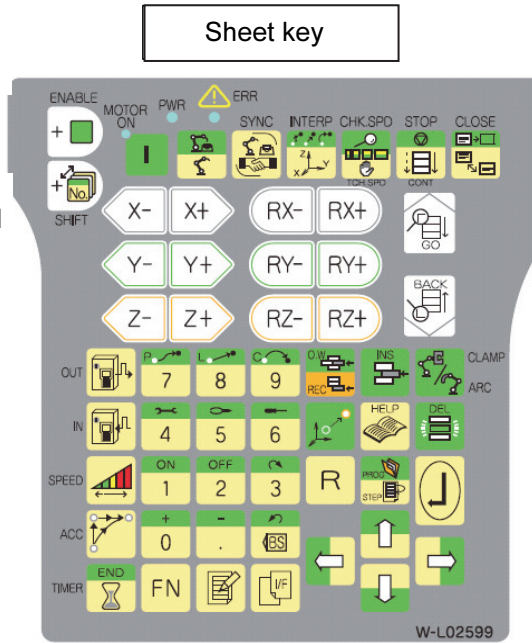 Sheet key
ENABLE
MOTOR ON
PWR
ERR
SYNC
INTERP
CHK.SPD
STOP
CLOSE
+
I
Z
X
Y
TCH.SPD
CONT
+ No.
SHIFT
X- X+ RX- RX+
GO
Y- Y+ RY- RY+
BACK
Z- Z+ RZ- RZ+
OUT
P
7
L
8
C
9
O.W
REC
INS
CLAMP
ARC
IN
4
5
6
HELP
DEL
SPEED
ON
1
OFF
2
3
R
PROG
STEP
ACC
+
0
-
.
BS
TIMER
END
FN
I/F
W-L02599